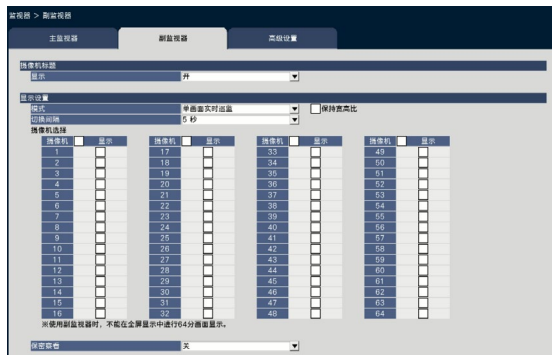 监视器 > 副监视器
主监视器 副监视器 高级设置
摄像机标题
显示 开
显示设置
模式 单画面实时巡监 保持宽高比
切换间隔 5 秒
摄像机选择
摄像机 显示 摄像机 显示 摄像机 显示 摄像机 显示
1 17 33 49
2 18 34 50
3 19 35 51
4 20 36 52
5 21 37 53
6 22 38 54
7 23 39 55
8 24 40 56
9 25 41 57
10 26 42 58
11 27 43 59
12 28 44 60
13 29 45 61
14 30 46 62
15 31 47 63
16 32 48 64
※使用副监视器时，不能在全屏显示中进行64分画面显示。
保密察看 关